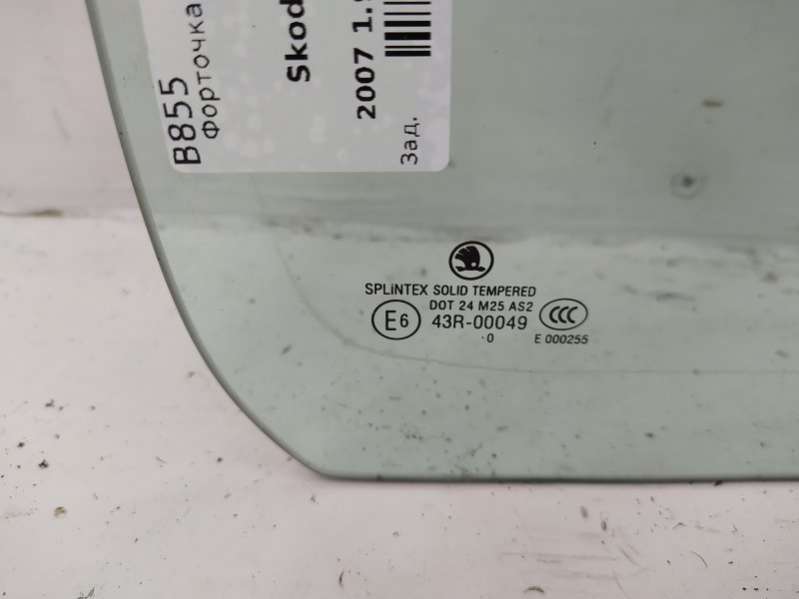 B855
форточка
Skod
2007 1.9
Зад.
SPLiNTEX SOLID TEMPERED
DOT 24 M25 AS2
E6 43R-00049 CCC
·0 E 000255